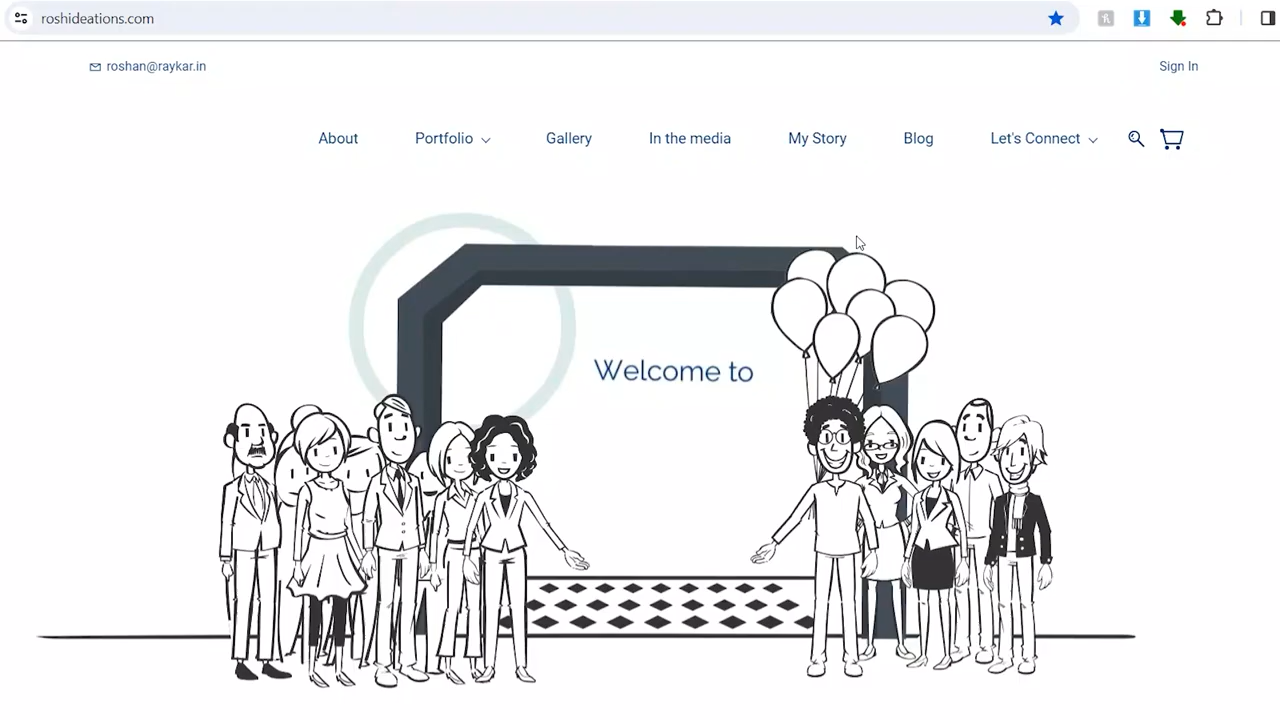 roshideations.com
roshan@raykar.in
Sign In
About Portfolio Gallery In the media My Story Blog Let's Connect
Welcome to